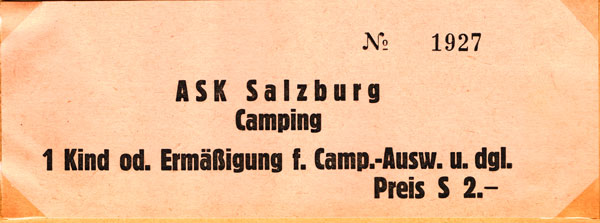 № 1927
ASK Salzburg
Camping
1 Kind od. Ermäßigung f. Camp.-Ausw. u. dgl.
Preis S 2.–